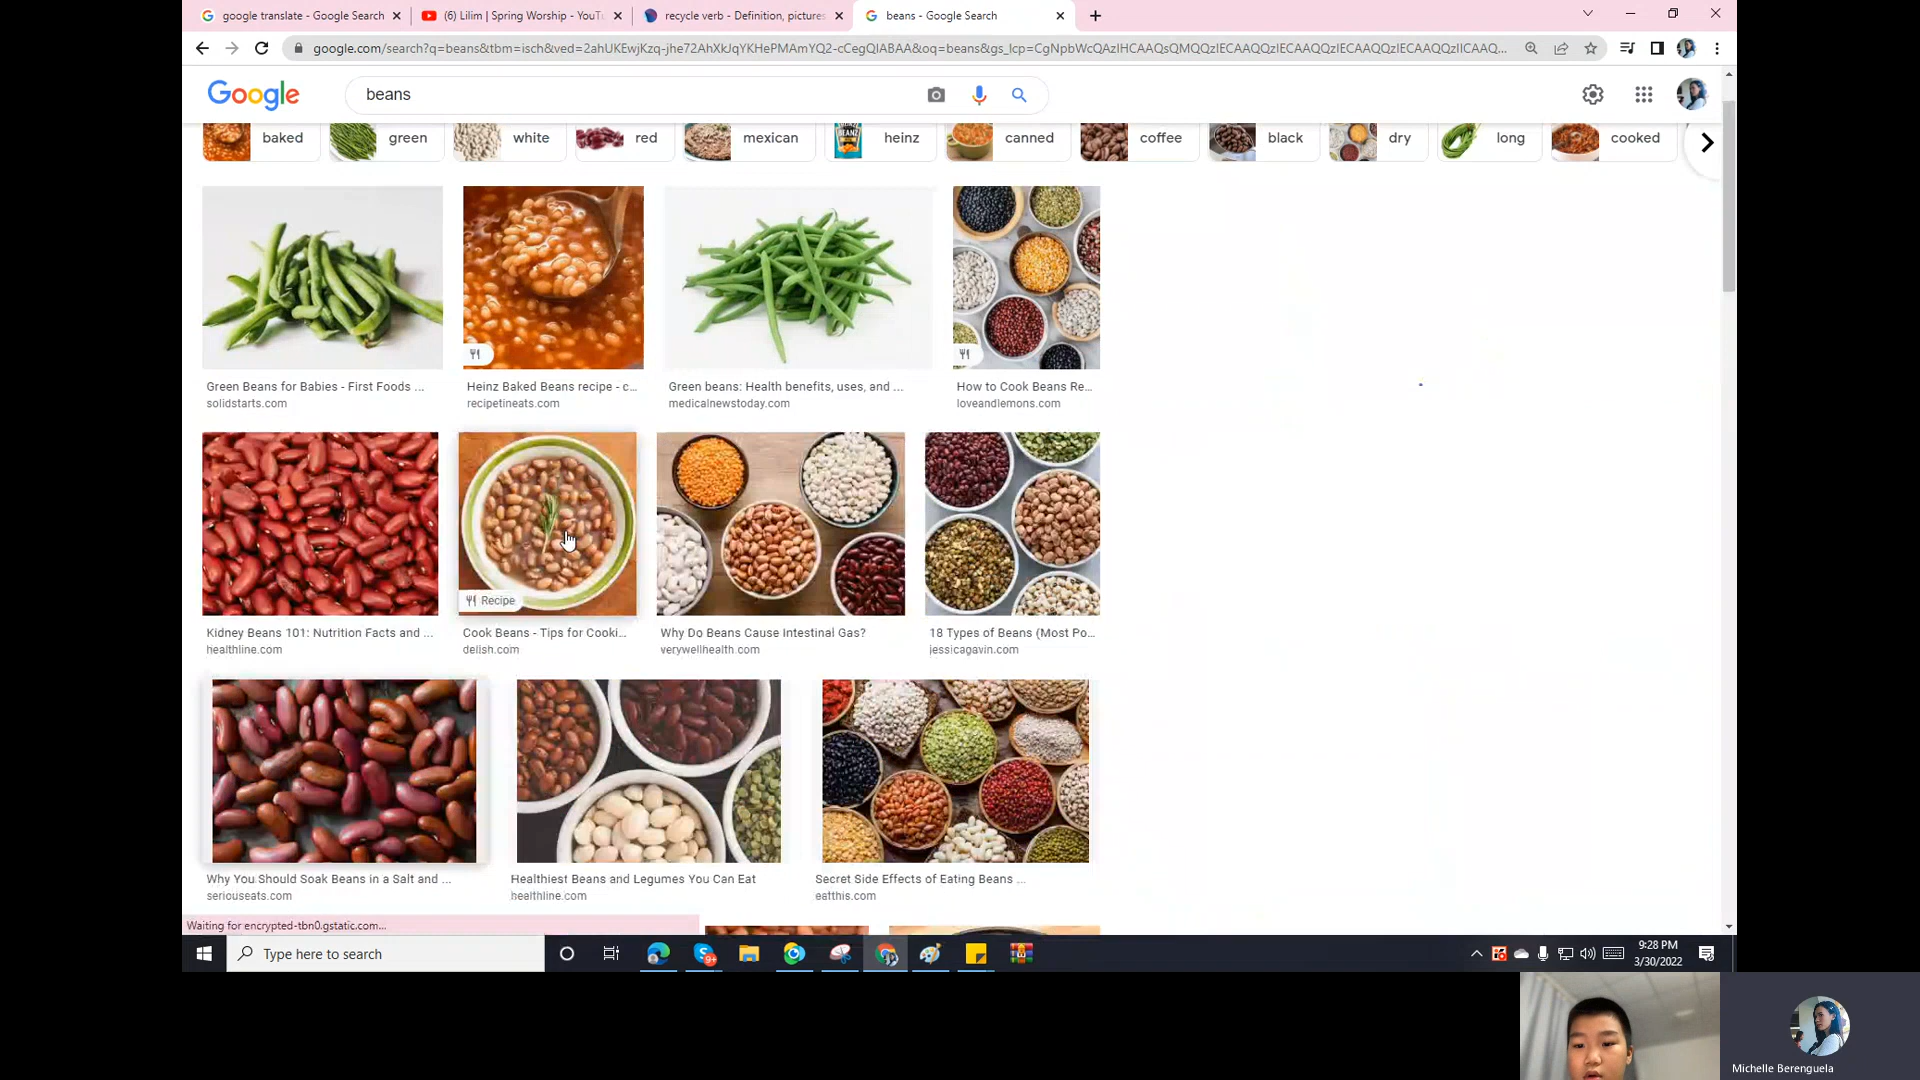 google translate - Google Search
(6) Lilim | Spring Worship - YouTu
recycle verb - Definition, pictures
beans - Google Search
google.com/search?q=beans&tbm=isch&ved=2ahUKEwjKzq-jhe72AhXkJqYKHePMAmYQ2-cCegQIABAA&oq=beans&gs_lcp=CgNpbWcQAzIHCAAQsQMQQzIECAAQQzIECAAQQzIECAAQQzIECAAQQzIICAAQ...
Google
beans
baked
green
white
red
mexican
heinz
canned
coffee
black
dry
long
cooked
Green Beans for Babies - First Foods ...
solidstarts.com
Heinz Baked Beans recipe - c...
recipetineats.com
Green beans: Health benefits, uses, and ...
medicalnewstoday.com
How to Cook Beans Re...
loveandlemons.com
Recipe
Kidney Beans 101: Nutrition Facts and ...
healthline.com
Cook Beans - Tips for Cooki...
delish.com
Why Do Beans Cause Intestinal Gas?
verywellhealth.com
18 Types of Beans (Most Po...
jessicagavin.com
Why You Should Soak Beans in a Salt and ...
seriouseats.com
Healthiest Beans and Legumes You Can Eat
healthline.com
Secret Side Effects of Eating Beans ...
eatthis.com
Waiting for encrypted-tbn0.gstatic.com...
Type here to search
9:28 PM
3/30/2022
Michelle Berenguela